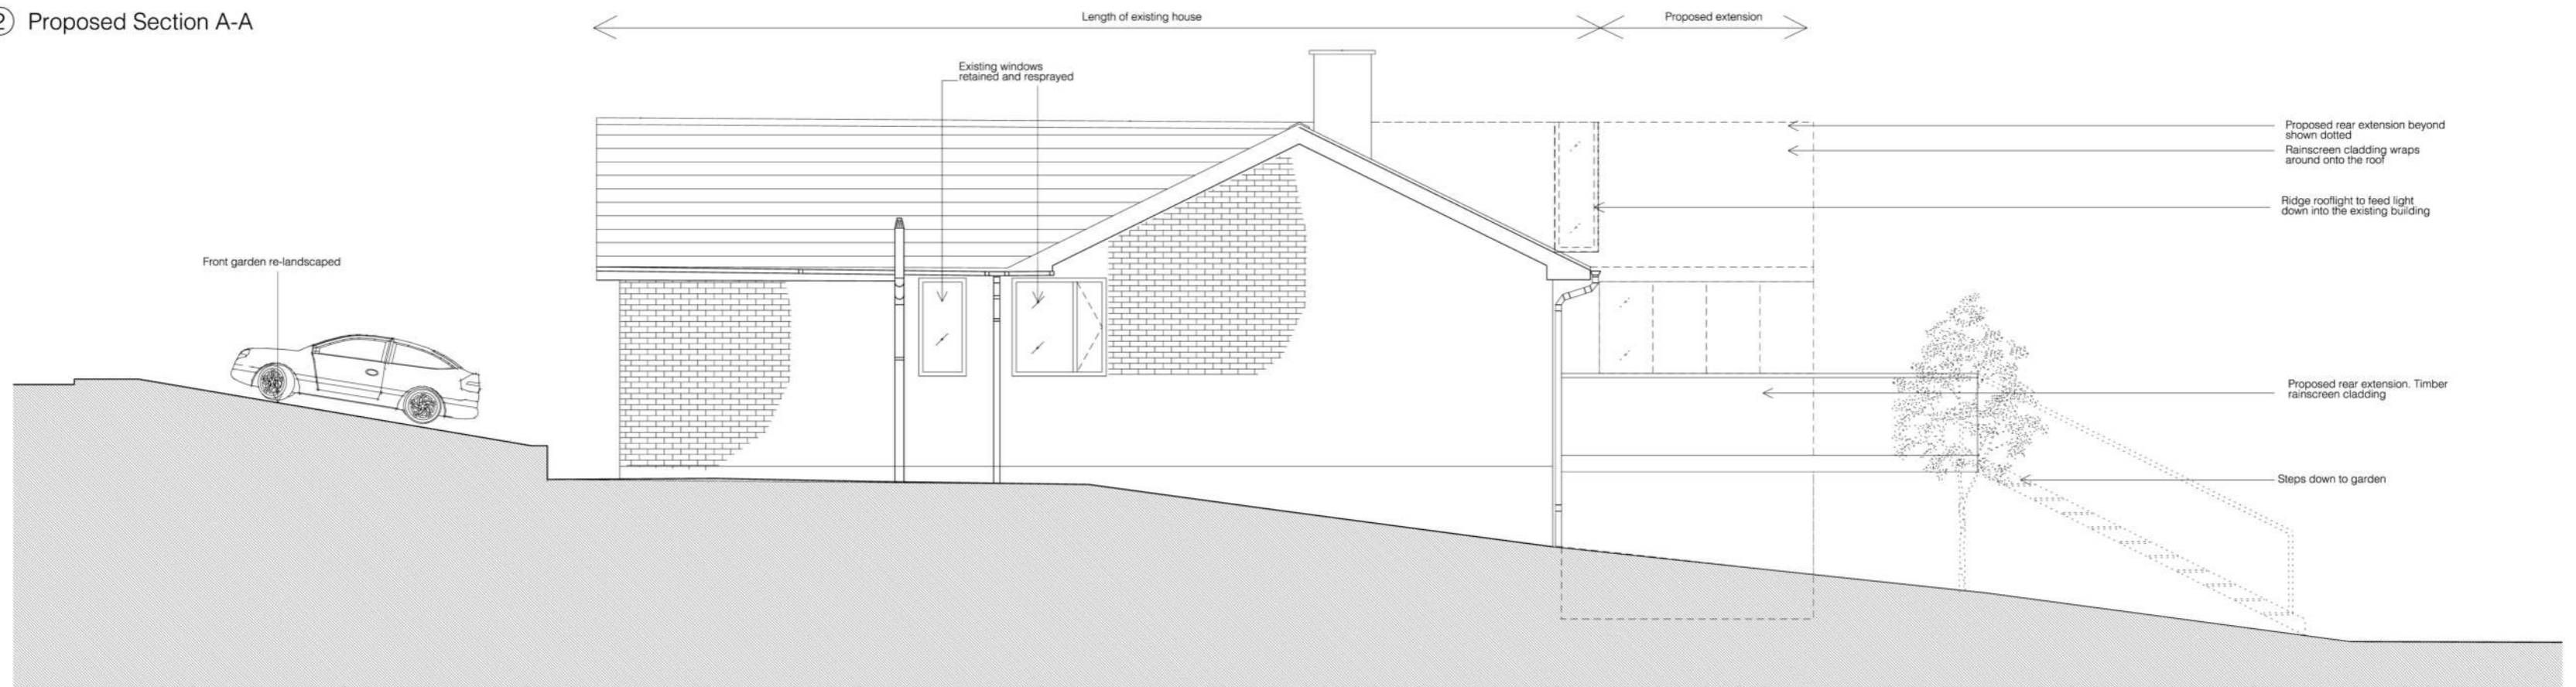 2 Proposed Section A-A
Length of existing house
Proposed extension
Existing windows
retained and resprayed
Proposed rear extension beyond
shown dotted
Rainscreen cladding wraps
around onto the roof
Ridge rooflight to feed light
down into the existing building
Front garden re-landscaped
Proposed rear extension. Timber
rainscreen cladding
Steps down to garden